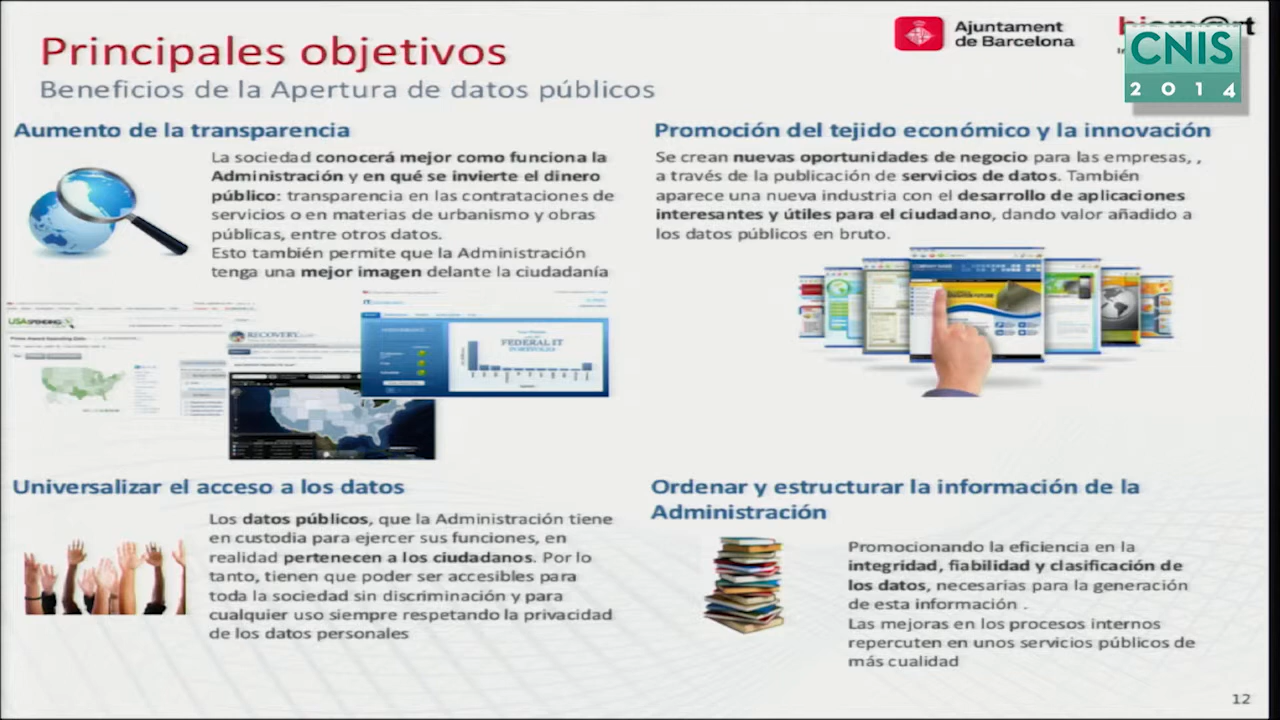 Principales objetivos
Beneficios de la Apertura de datos públicos
Ajuntament
de Barcelona
CNIS
2014
Aumento de la transparencia
La sociedad conocerá mejor como funciona la
Administración y en qué se invierte el dinero
público: transparencia en las contrataciones de
servicios o en materias de urbanismo y obras
públicas, entre otros datos.
Esto también permite que la Administración
tenga una mejor imagen delante la ciudadanía
USASPENDING
RECOVERY
FEDERAL IT
PORTFOLIO
Promoción del tejido económico y la innovación
Se crean nuevas oportunidades de negocio para las empresas, ,
a través de la publicación de servicios de datos. También
aparece una nueva industria con el desarrollo de aplicaciones
interesantes y útiles para el ciudadano, dando valor añadido a
los datos públicos en bruto.
Universalizar el acceso a los datos
Los datos públicos, que la Administración tiene
en custodia para ejercer sus funciones, en
realidad pertenecen a los ciudadanos. Por lo
tanto, tienen que poder ser accesibles para
toda la sociedad sin discriminación y para
cualquier uso siempre respetando la privacidad
de los datos personales
Ordenar y estructurar la información de la
Administración
Promocionando la eficiencia en la
integridad, fiabilidad y clasificación de
los datos, necesarias para la generación
de esta información .
Las mejoras en los procesos internos
repercuten en unos servicios públicos de
más cualidad
12